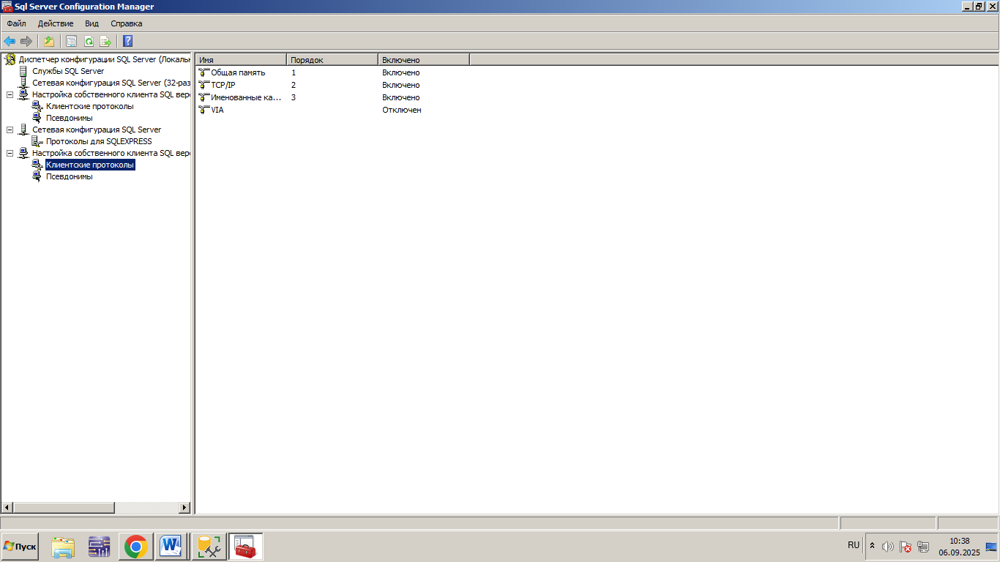 Sql Server Configuration Manager
Файл Действие Вид Справка
Диспетчер конфигурации SQL Server (Локальн
Службы SQL Server
Сетевая конфигурация SQL Server (32-раз
Настройка собственного клиента SQL верс
Клиентские протоколы
Псевдонимы
Сетевая конфигурация SQL Server
Протоколы для SQLEXPRESS
Настройка собственного клиента SQL верс
Клиентские протоколы
Псевдонимы
Имя Порядок Включено
Общая память 1 Включено
TCP/IP 2 Включено
Именованные ка... 3 Включено
VIA Отключен
Пуск
RU
10:38
06.09.2025